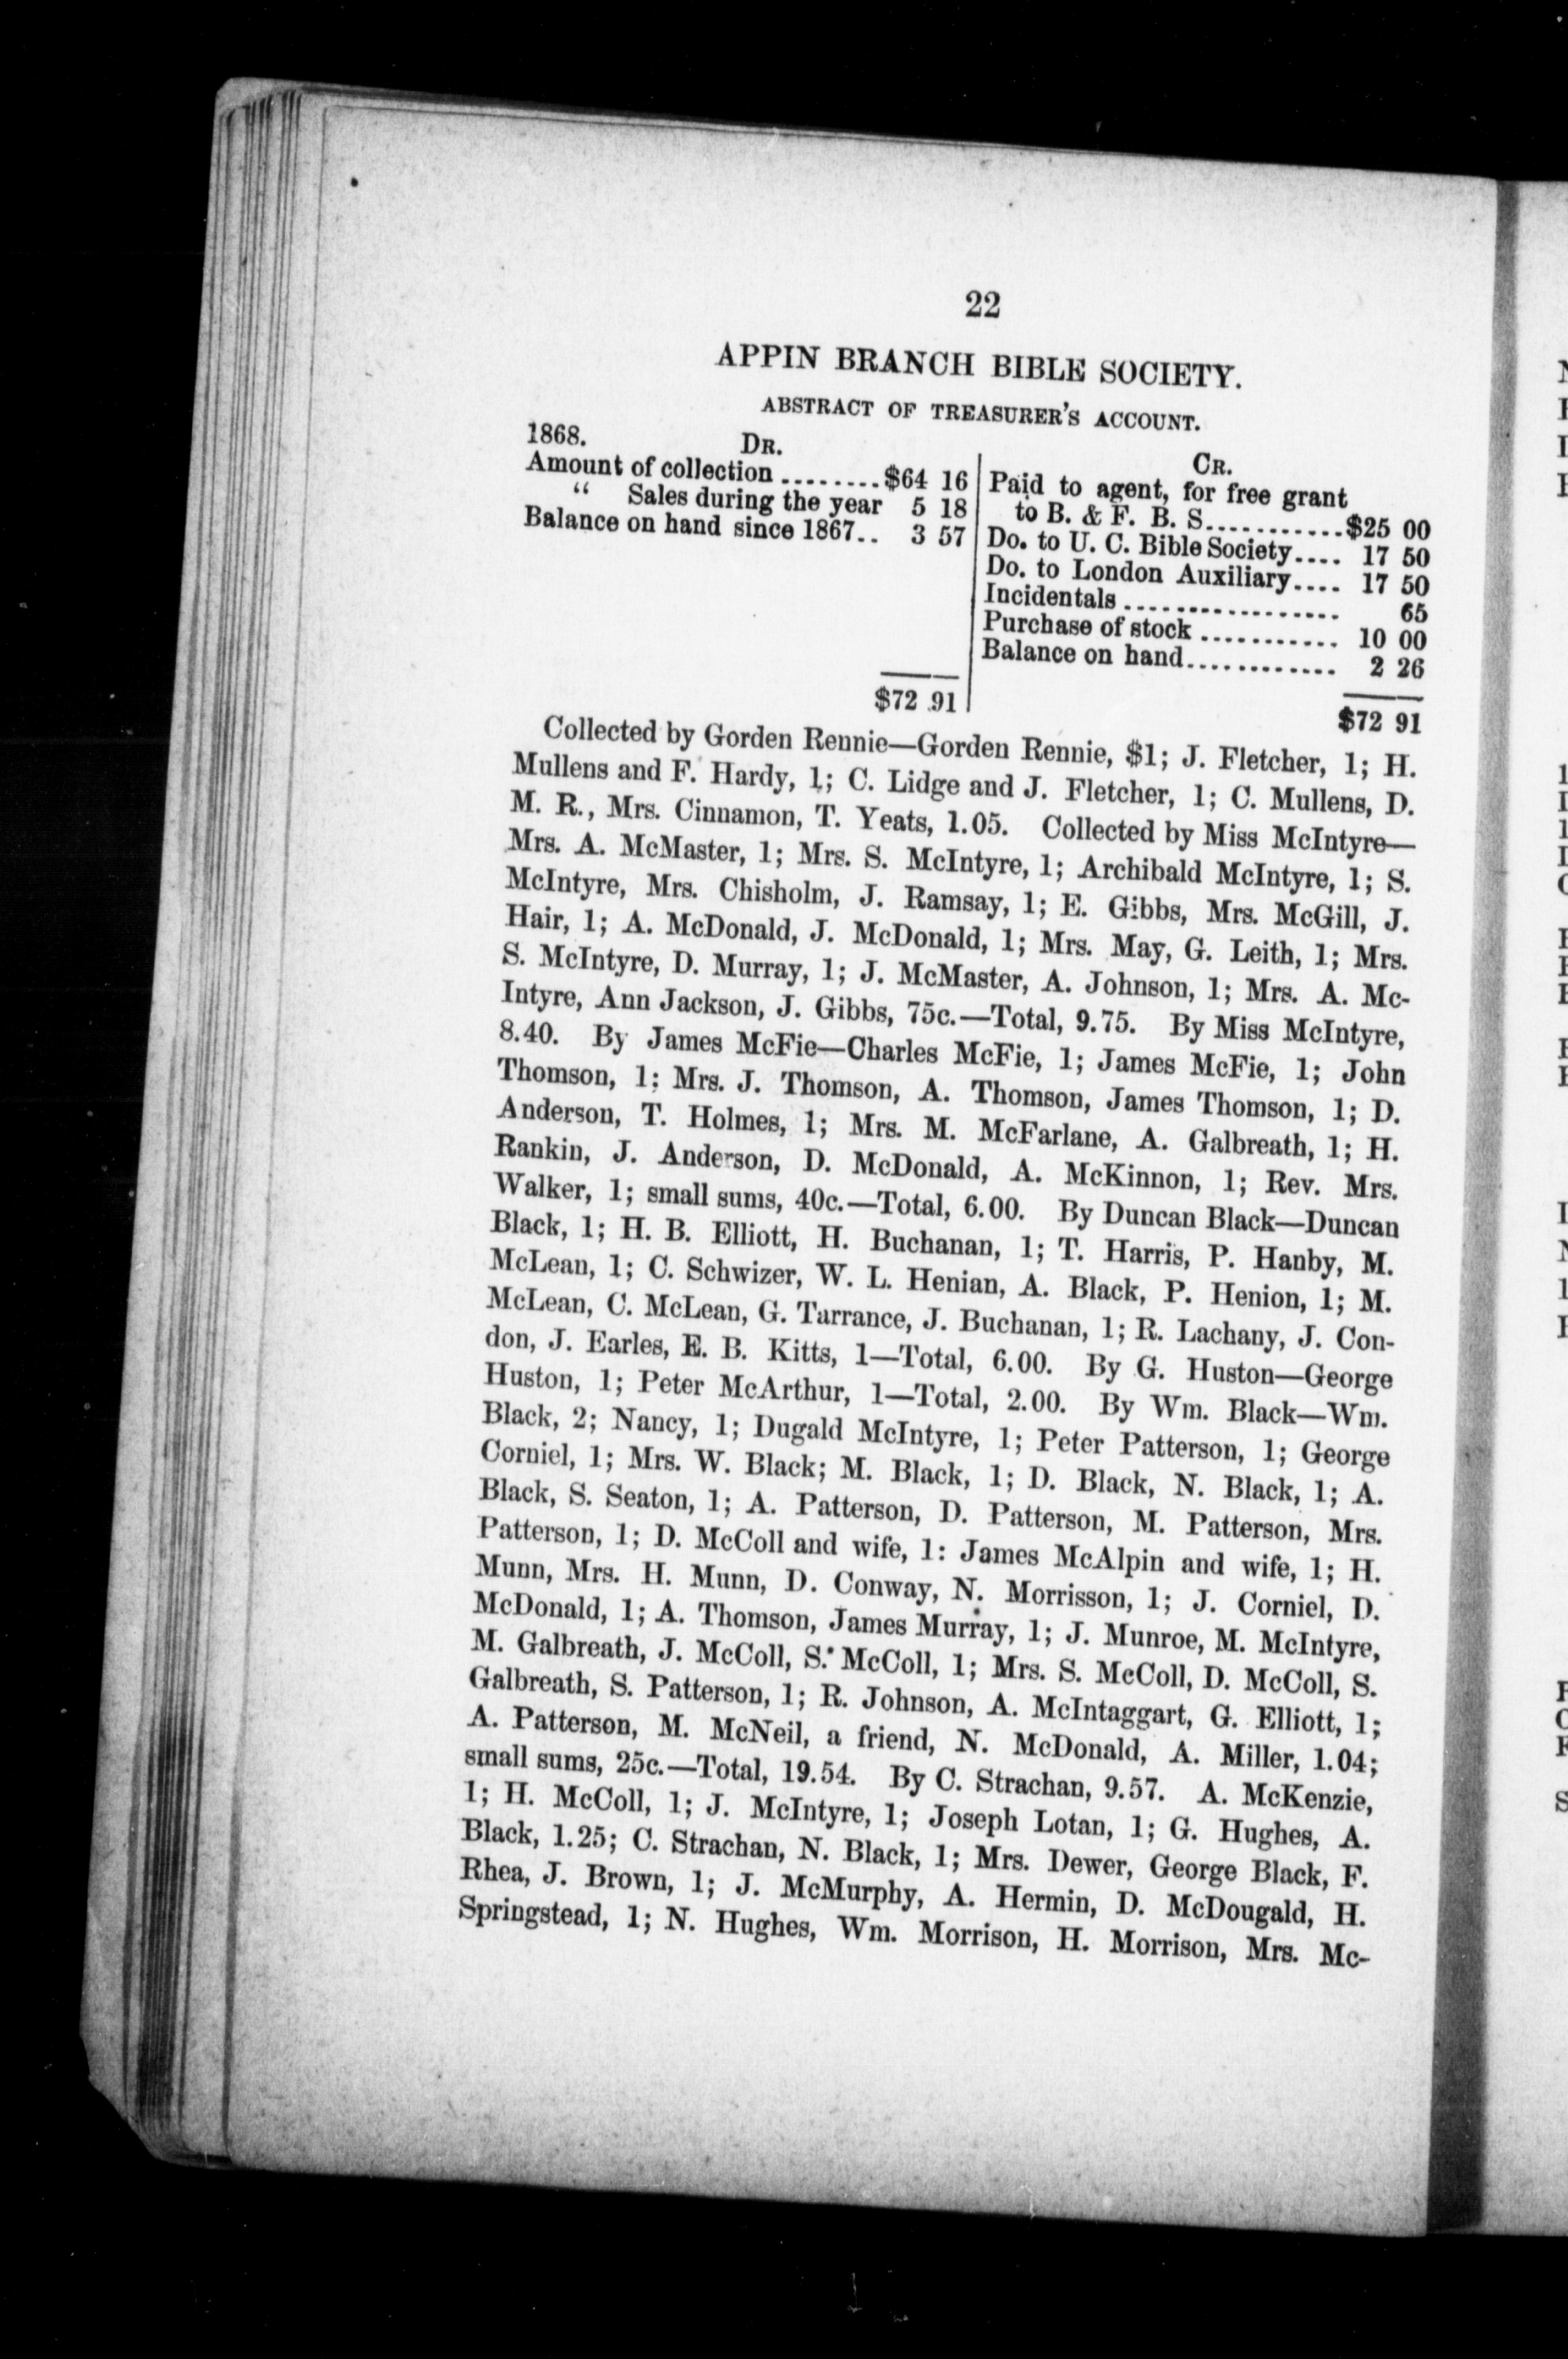 22
APPIN BRANCH BIBLE SOCIETY.
ABSTRACT OF TREASURER'S ACCOUNT.
1868. DR.
Amount of collection ........$64 16
“ Sales during the year 5 18
Balance on hand since 1867.. 3 57
$72 91
CR.
Paid to agent, for free grant
to B. & F. B. S...........$25 00
Do. to U. C. Bible Society.... 17 50
Do. to London Auxiliary.... 17 50
Incidentals ................. 65
Purchase of stock ........... 10 00
Balance on hand............ 2 26
$72 91
Collected by Gorden Rennie—Gorden Rennie, $1; J. Fletcher, 1; H.
Mullens and F. Hardy, 1; C. Lidge and J. Fletcher, 1; C. Mullens, D.
M. R., Mrs. Cinnamon, T. Yeats, 1.05. Collected by Miss McIntyre—
Mrs. A. McMaster, 1; Mrs. S. McIntyre, 1; Archibald McIntyre, 1; S.
McIntyre, Mrs. Chisholm, J. Ramsay, 1; E. Gibbs, Mrs. McGill, J.
Hair, 1; A. McDonald, J. McDonald, 1; Mrs. May, G. Leith, 1; Mrs.
S. McIntyre, D. Murray, 1; J. McMaster, A. Johnson, 1; Mrs. A. Mc-
Intyre, Ann Jackson, J. Gibbs, 75c.—Total, 9.75. By Miss McIntyre,
8.40. By James McFie—Charles McFie, 1; James McFie, 1; John
Thomson, 1; Mrs. J. Thomson, A. Thomson, James Thomson, 1; D.
Anderson, T. Holmes, 1; Mrs. M. McFarlane, A. Galbreath, 1; H.
Rankin, J. Anderson, D. McDonald, A. McKinnon, 1; Rev. Mrs.
Walker, 1; small sums, 40c.—Total, 6.00. By Duncan Black—Duncan
Black, 1; H. B. Elliott, H. Buchanan, 1; T. Harris, P. Hanby, M.
McLean, 1; C. Schwizer, W. L. Henian, A. Black, P. Henion, 1; M.
McLean, C. McLean, G. Tarrance, J. Buchanan, 1; R. Lachany, J. Con-
don, J. Earles, E. B. Kitts, 1—Total, 6.00. By G. Huston—George
Huston, 1; Peter McArthur, 1—Total, 2.00. By Wm. Black—Wm.
Black, 2; Nancy, 1; Dugald McIntyre, 1; Peter Patterson, 1; George
Corniel, 1; Mrs. W. Black; M. Black, 1; D. Black, N. Black, 1; A.
Black, S. Seaton, 1; A. Patterson, D. Patterson, M. Patterson, Mrs.
Patterson, 1; D. McColl and wife, 1: James McAlpin and wife, 1; H.
Munn, Mrs. H. Munn, D. Conway, N. Morrisson, 1; J. Corniel, D.
McDonald, 1; A. Thomson, James Murray, 1; J. Munroe, M. McIntyre,
M. Galbreath, J. McColl, S. McColl, 1; Mrs. S. McColl, D. McColl, S.
Galbreath, S. Patterson, 1; R. Johnson, A. McIntaggart, G. Elliott, 1;
A. Patterson, M. McNeil, a friend, N. McDonald, A. Miller, 1.04;
small sums, 25c.—Total, 19.54. By C. Strachan, 9.57. A. McKenzie,
1; H. McColl, 1; J. McIntyre, 1; Joseph Lotan, 1; G. Hughes, A.
Black, 1.25; C. Strachan, N. Black, 1; Mrs. Dewer, George Black, F.
Rhea, J. Brown, 1; J. McMurphy, A. Hermin, D. McDougald, H.
Springstead, 1; N. Hughes, Wm. Morrison, H. Morrison, Mrs. Mc-